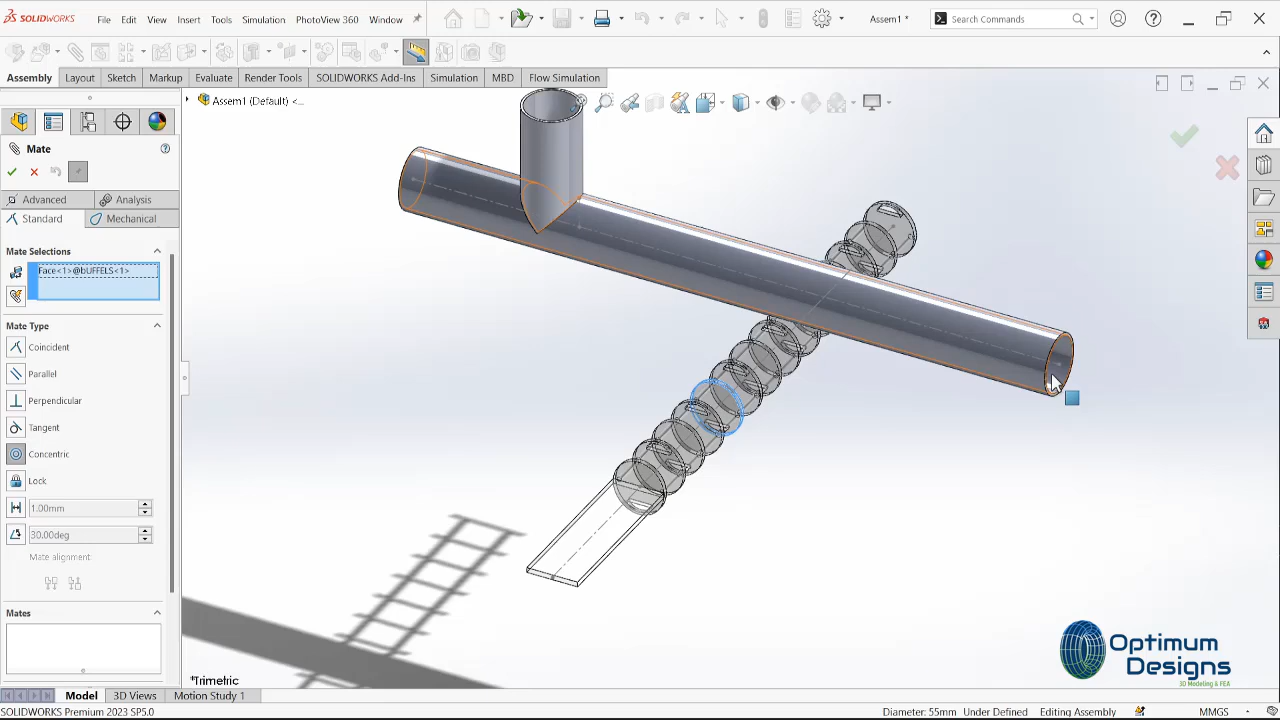 SOLIDWORKS File Edit View Insert Tools Simulation PhotoView 360 Window Assem1 * Search Commands
Assembly Layout Sketch Markup Evaluate Render Tools SOLIDWORKS Add-Ins Simulation MBD Flow Simulation
Assem1 (Default) <...
Mate
Advanced Analysis
Standard Mechanical
Mate Selections
Face<1>@bUFFELS<1>
Mate Type
Coincident
Parallel
Perpendicular
Tangent
Concentric
Lock
1.00mm
30.00deg
Mate alignment:
Mates
Optimum
Designs
3D Modeling & FEA
*Trimetric
Model 3D Views Motion Study 1
SOLIDWORKS Premium 2023 SP5.0 Diameter: 55mm Under Defined Editing Assembly MMGS